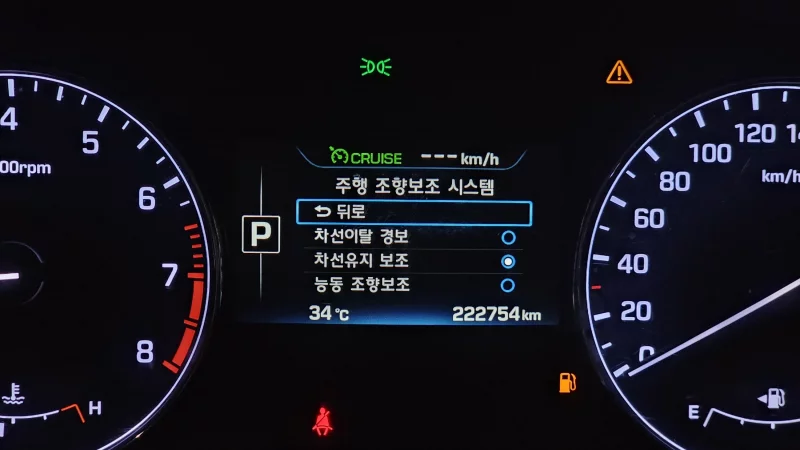 4
5
6
7
8
00rpm
H
CRUISE ---km/h
주행 조향보조 시스템
뒤로
차선이탈 경보
차선유지 보조
능동 조향보조
P
34 ℃
222754 km
120
100
80
60
40
20
0
km/h
E